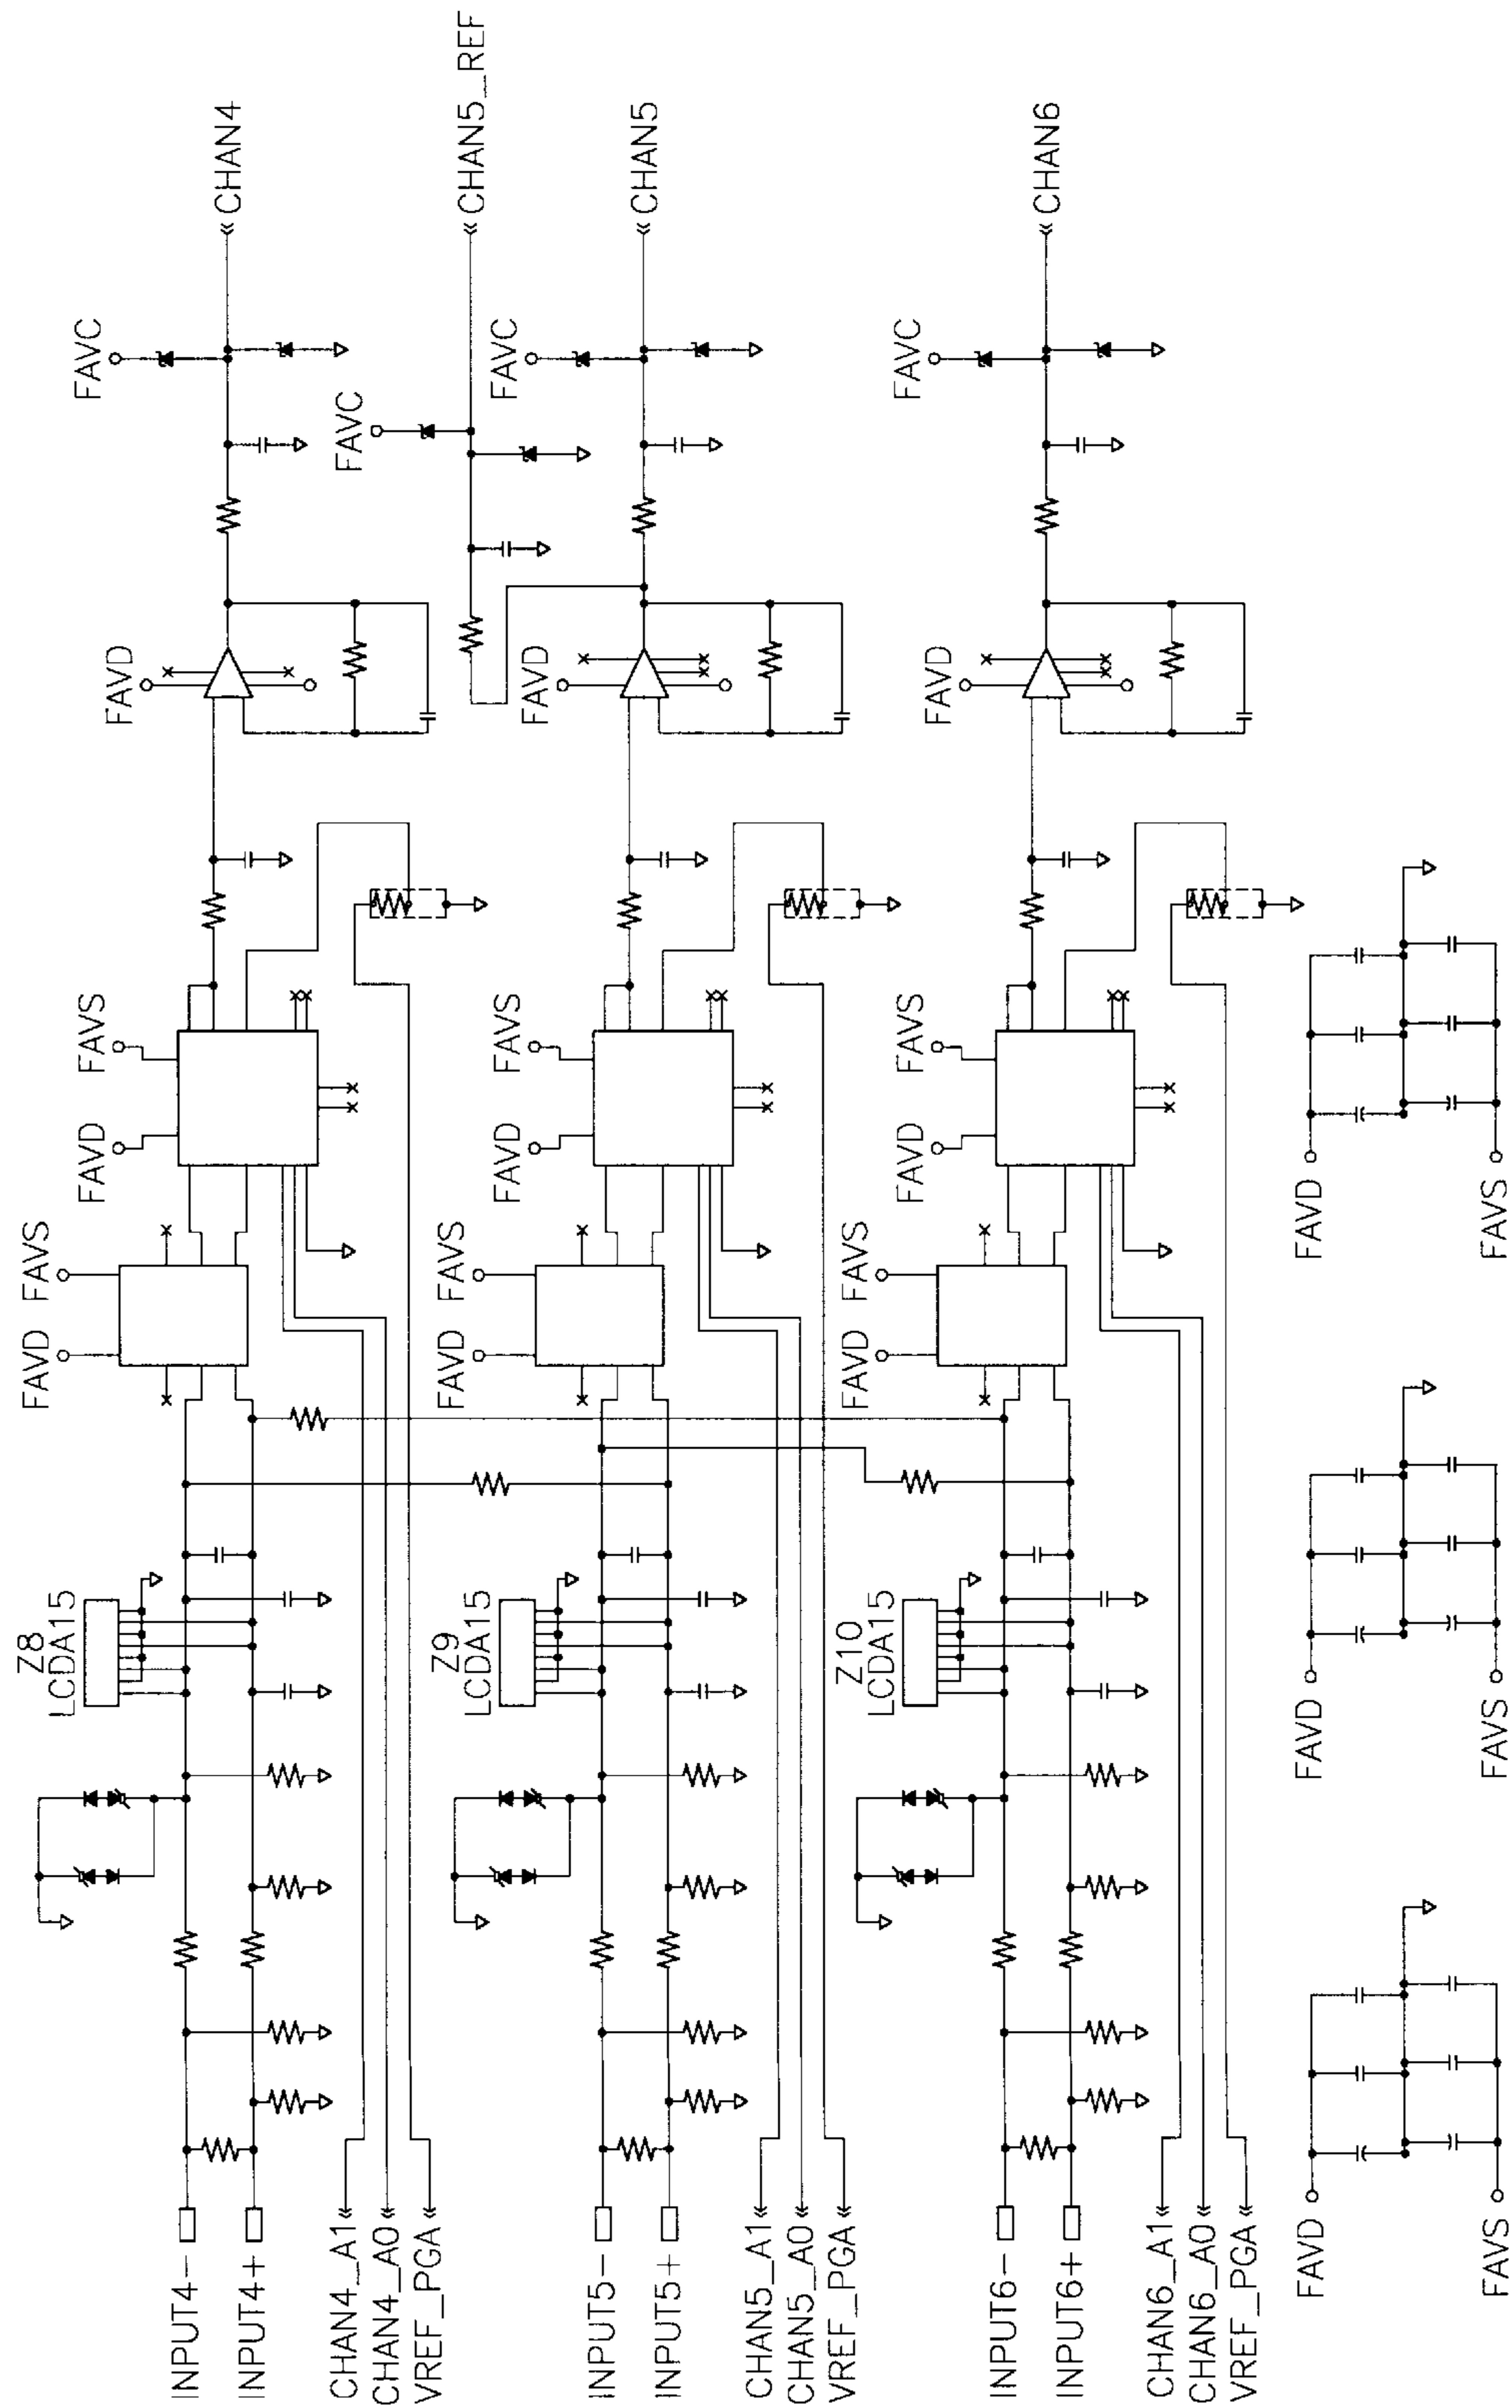 INPUT4-
INPUT4+
CHAN4_A1
CHAN4_A0
VREF_PGA
Z8
LCDA15
FAVD
FAVS
FAVD
FAVS
FAVD
FAVC
CHAN4
FAVC
CHAN5_REF
INPUT5-
INPUT5+
CHAN5_A1
CHAN5_A0
VREF_PGA
Z9
LCDA15
FAVD
FAVS
FAVD
FAVS
FAVD
FAVC
CHAN5
INPUT6-
INPUT6+
CHAN6_A1
CHAN6_A0
VREF_PGA
Z10
LCDA15
FAVD
FAVS
FAVD
FAVS
FAVD
FAVC
CHAN6
FAVD
FAVS
FAVD
FAVS
FAVD
FAVS